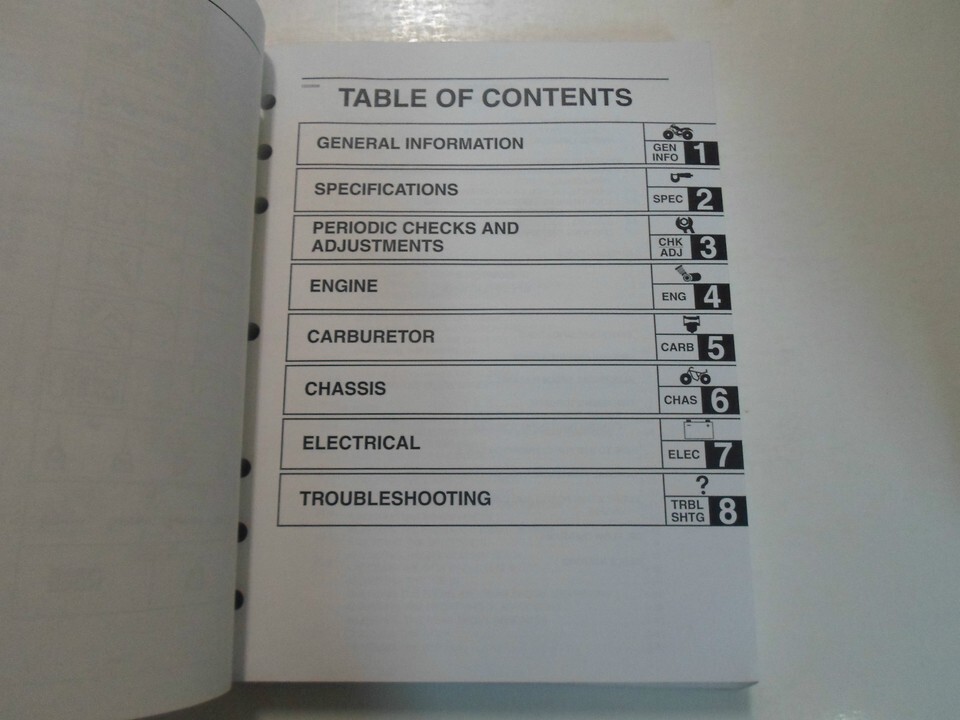 TABLE OF CONTENTS
GENERAL INFORMATION
GEN
INFO 1
SPECIFICATIONS
SPEC 2
PERIODIC CHECKS AND
ADJUSTMENTS
CHK
ADJ 3
ENGINE
ENG 4
CARBURETOR
CARB 5
CHASSIS
CHAS 6
ELECTRICAL
- +
ELEC 7
TROUBLESHOOTING
?
TRBL
SHTG 8